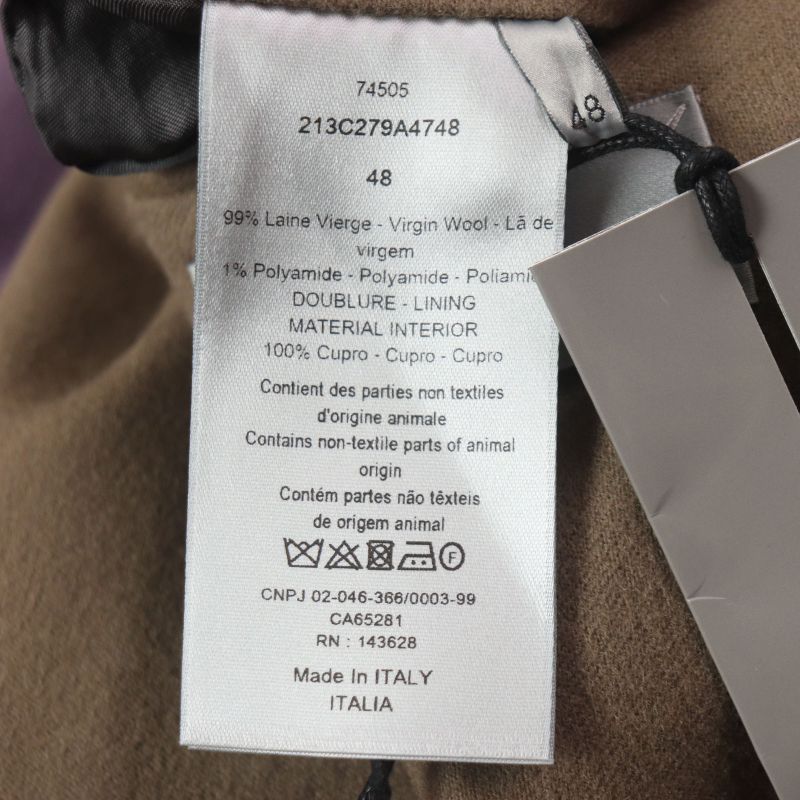 74505
213C279A4748
48
48
99% Laine Vierge - Virgin Wool - Lã de
virgem
1% Polyamide - Polyamide - Poliami
DOUBLURE - LINING
MATERIAL INTERIOR
100% Cupro - Cupro - Cupro
Contient des parties non textiles
d'origine animale
Contains non-textile parts of animal
origin
Contém partes não têxteis
de origem animal
F
CNPJ 02-046-366/0003-99
CA65281
RN : 143628
Made In ITALY
ITALIA